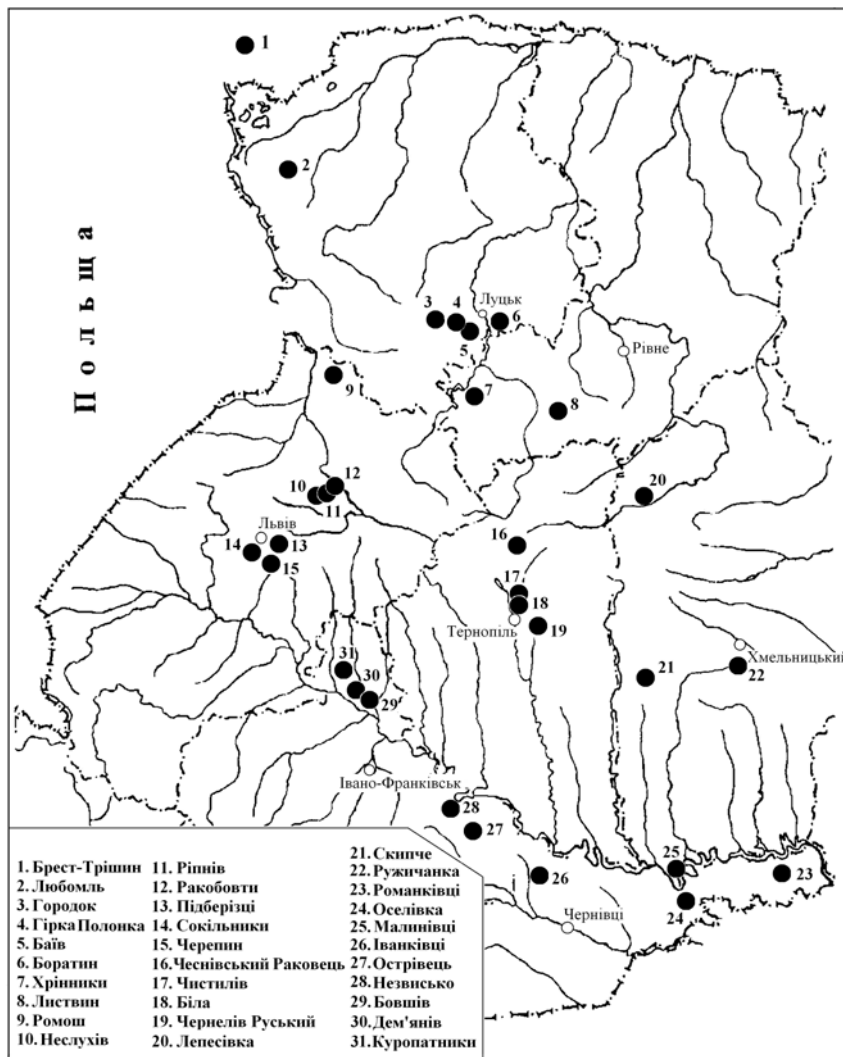 1
2
Польща
3
4
Луцьк
6
5
Рівне
9
7
8
12
10
11
20
Львів
16
14
13
15
17
18
Тернопіль
19
31
30
29
21
Хмельницький
22
Івано-Франківськ
28
27
26
25
23
24
Чернівці
1. Брест-Трішин
2. Любомль
3. Городок
4. Гірка Полонка
5. Баїв
6. Боратин
7. Хрінники
8. Листвин
9. Ромош
10. Неслухів
11. Ріпнів
12. Ракобовти
13. Підберізці
14. Сокільники
15. Черепин
16. Чеснівський Раковець
17. Чистилів
18. Біла
19. Чернелів Руський
20. Лепесівка
21. Скипче
22. Ружичанка
23. Романківці
24. Оселівка
25. Малинівці
26. Іванківці
27. Острівець
28. Незвисько
29. Бовшів
30. Дем'янів
31. Куропатники